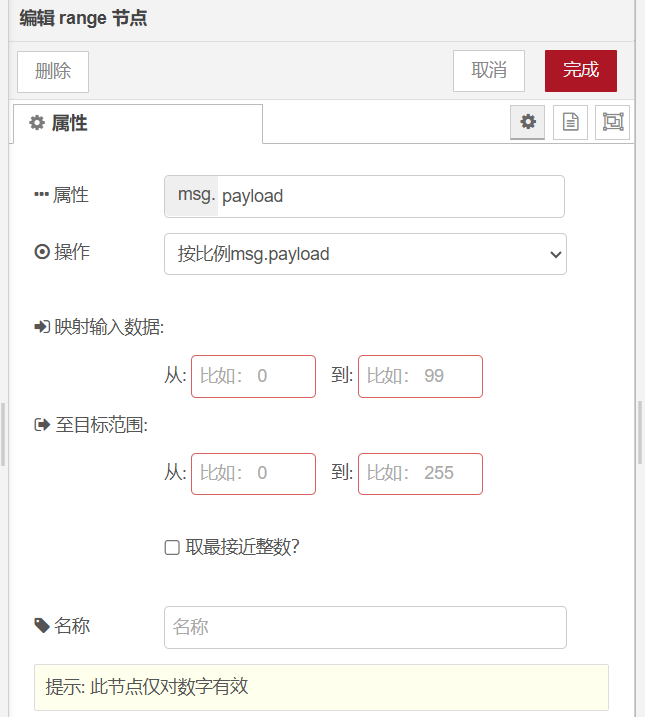 编辑 range 节点
删除 取消 完成
属性
属性 msg. payload
操作 按比例msg.payload
映射输入数据:
从: 比如: 0 到: 比如: 99
至目标范围:
从: 比如: 0 到: 比如: 255
取最接近整数?
名称 名称
提示: 此节点仅对数字有效